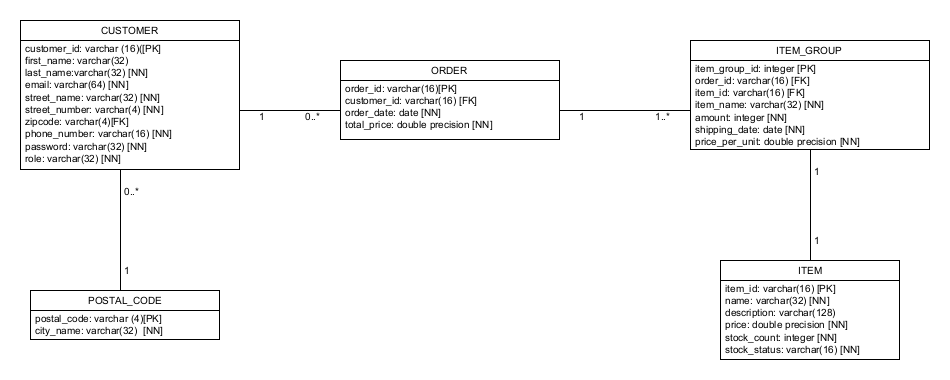 CUSTOMER
customer_id: varchar (16)([PK]
first_name: varchar(32)
last_name:varchar(32) [NN]
email: varchar(64) [NN]
street_name: varchar(32) [NN]
street_number: varchar(4) [NN]
zipcode: varchar(4)[FK]
phone_number: varchar(16) [NN]
password: varchar(32) [NN]
role: varchar(32) [NN]
1
0..*
ORDER
order_id: varchar(16)[PK]
customer_id: varchar(16) [FK]
order_date: date [NN]
total_price: double precision [NN]
1
1..*
ITEM_GROUP
item_group_id: integer [PK]
order_id: varchar(16) [FK]
item_id: varchar(16) [FK]
item_name: varchar(32) [NN]
amount: integer [NN]
shipping_date: date [NN]
price_per_unit: double precision [NN]
0..*
1
POSTAL_CODE
postal_code: varchar (4)[PK]
city_name: varchar(32) [NN]
1
1
ITEM
item_id: varchar(16) [PK]
name: varchar(32) [NN]
description: varchar(128)
price: double precision [NN]
stock_count: integer [NN]
stock_status: varchar(16) [NN]